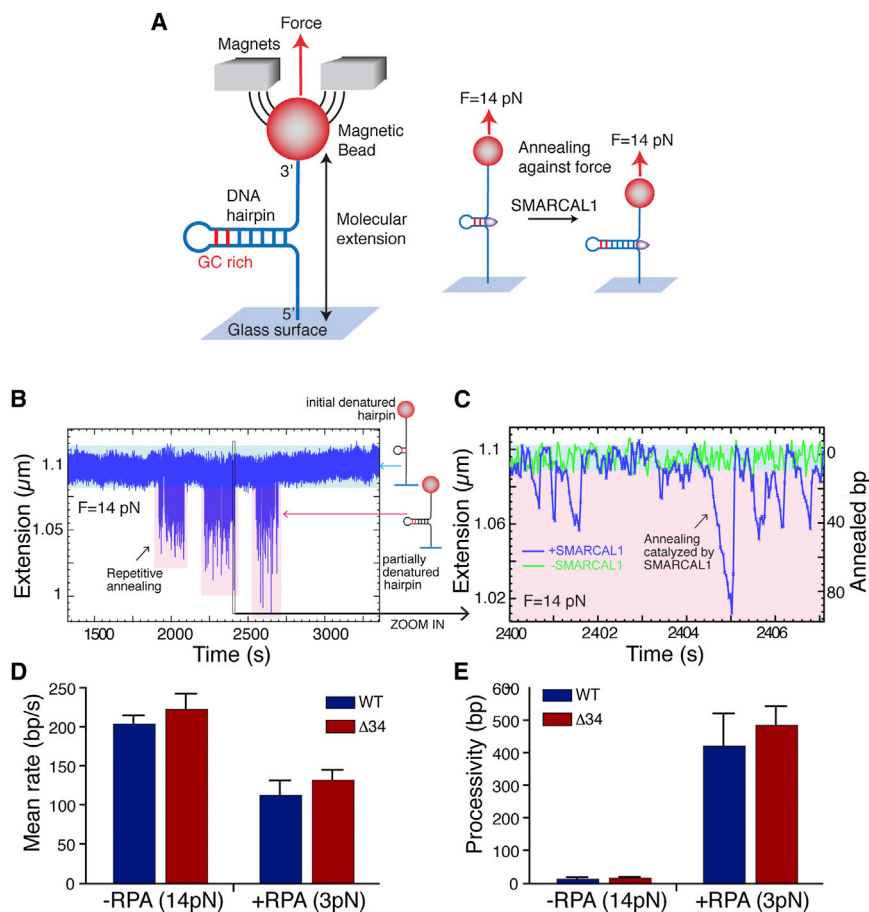 A
Force
Magnets
Magnetic
Bead
3'
DNA
hairpin
Molecular
extension
GC rich
5'
Glass surface
F=14 pN
Annealing
against force
SMARCAL1
F=14 pN
B
initial denatured
hairpin
1.1
1.05
1
Extension (µm)
F=14 pN
Repetitive
annealing
partially
denatured
hairpin
1500
2000
2500
3000
Time (s)
ZOOM IN
C
1.1
1.06
1.02
Extension (µm)
0
40
80
Annealed bp
Annealing
catalyzed by
SMARCAL1
+SMARCAL1
-SMARCAL1
F=14 pN
2400
2402
2404
2406
Time (s)
D
250
200
150
100
50
0
Mean rate (bp/s)
WT
Δ34
-RPA (14pN)
+RPA (3pN)
E
600
500
400
300
200
100
0
Processivity (bp)
WT
Δ34
-RPA (14pN)
+RPA (3pN)